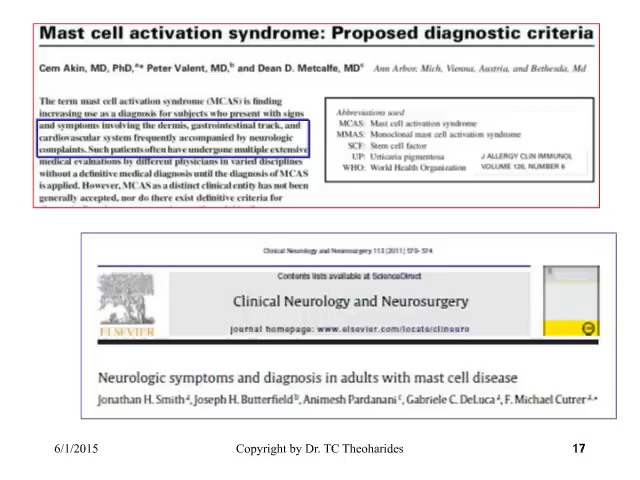 Mast cell activation syndrome: Proposed diagnostic criteria
Cem Akin, MD, PhD,a* Peter Valent, MD,b and Dean D. Metcalfe, MDc Ann Arbor, Mich, Vienna, Austria, and Bethesda, Md
The term mast cell activation syndrome (MCAS) is finding
increasing use as a diagnosis for subjects who present with signs
and symptoms involving the dermis, gastrointestinal track, and
cardiovascular system frequently accompanied by neurologic
complaints. Such patients often have undergone multiple extensive
medical evaluations by different physicians in varied disciplines
without a definitive medical diagnosis until the diagnosis of MCAS
is applied. However, MCAS as a distinct clinical entity has not been
generally accepted, nor do there exist definitive criteria for
Abbreviations used
MCAS: Mast cell activation syndrome
MMAS: Monoclonal mast cell activation syndrome
SCF: Stem cell factor
UP: Urticaria pigmentosa
WHO: World Health Organization
J ALLERGY CLIN IMMUNOL
VOLUME 126, NUMBER 6
Clinical Neurology and Neurosurgery 113 (2011) 570–574
Contents lists available at ScienceDirect
Clinical Neurology and Neurosurgery
journal homepage: www.elsevier.com/locate/clineuro
ELSEVIER
Neurologic symptoms and diagnosis in adults with mast cell disease
Jonathan H. Smith a, Joseph H. Butterfield b, Animesh Pardanani c, Gabriele C. DeLuca a, F. Michael Cutrer a,*
6/1/2015 Copyright by Dr. TC Theoharides 17